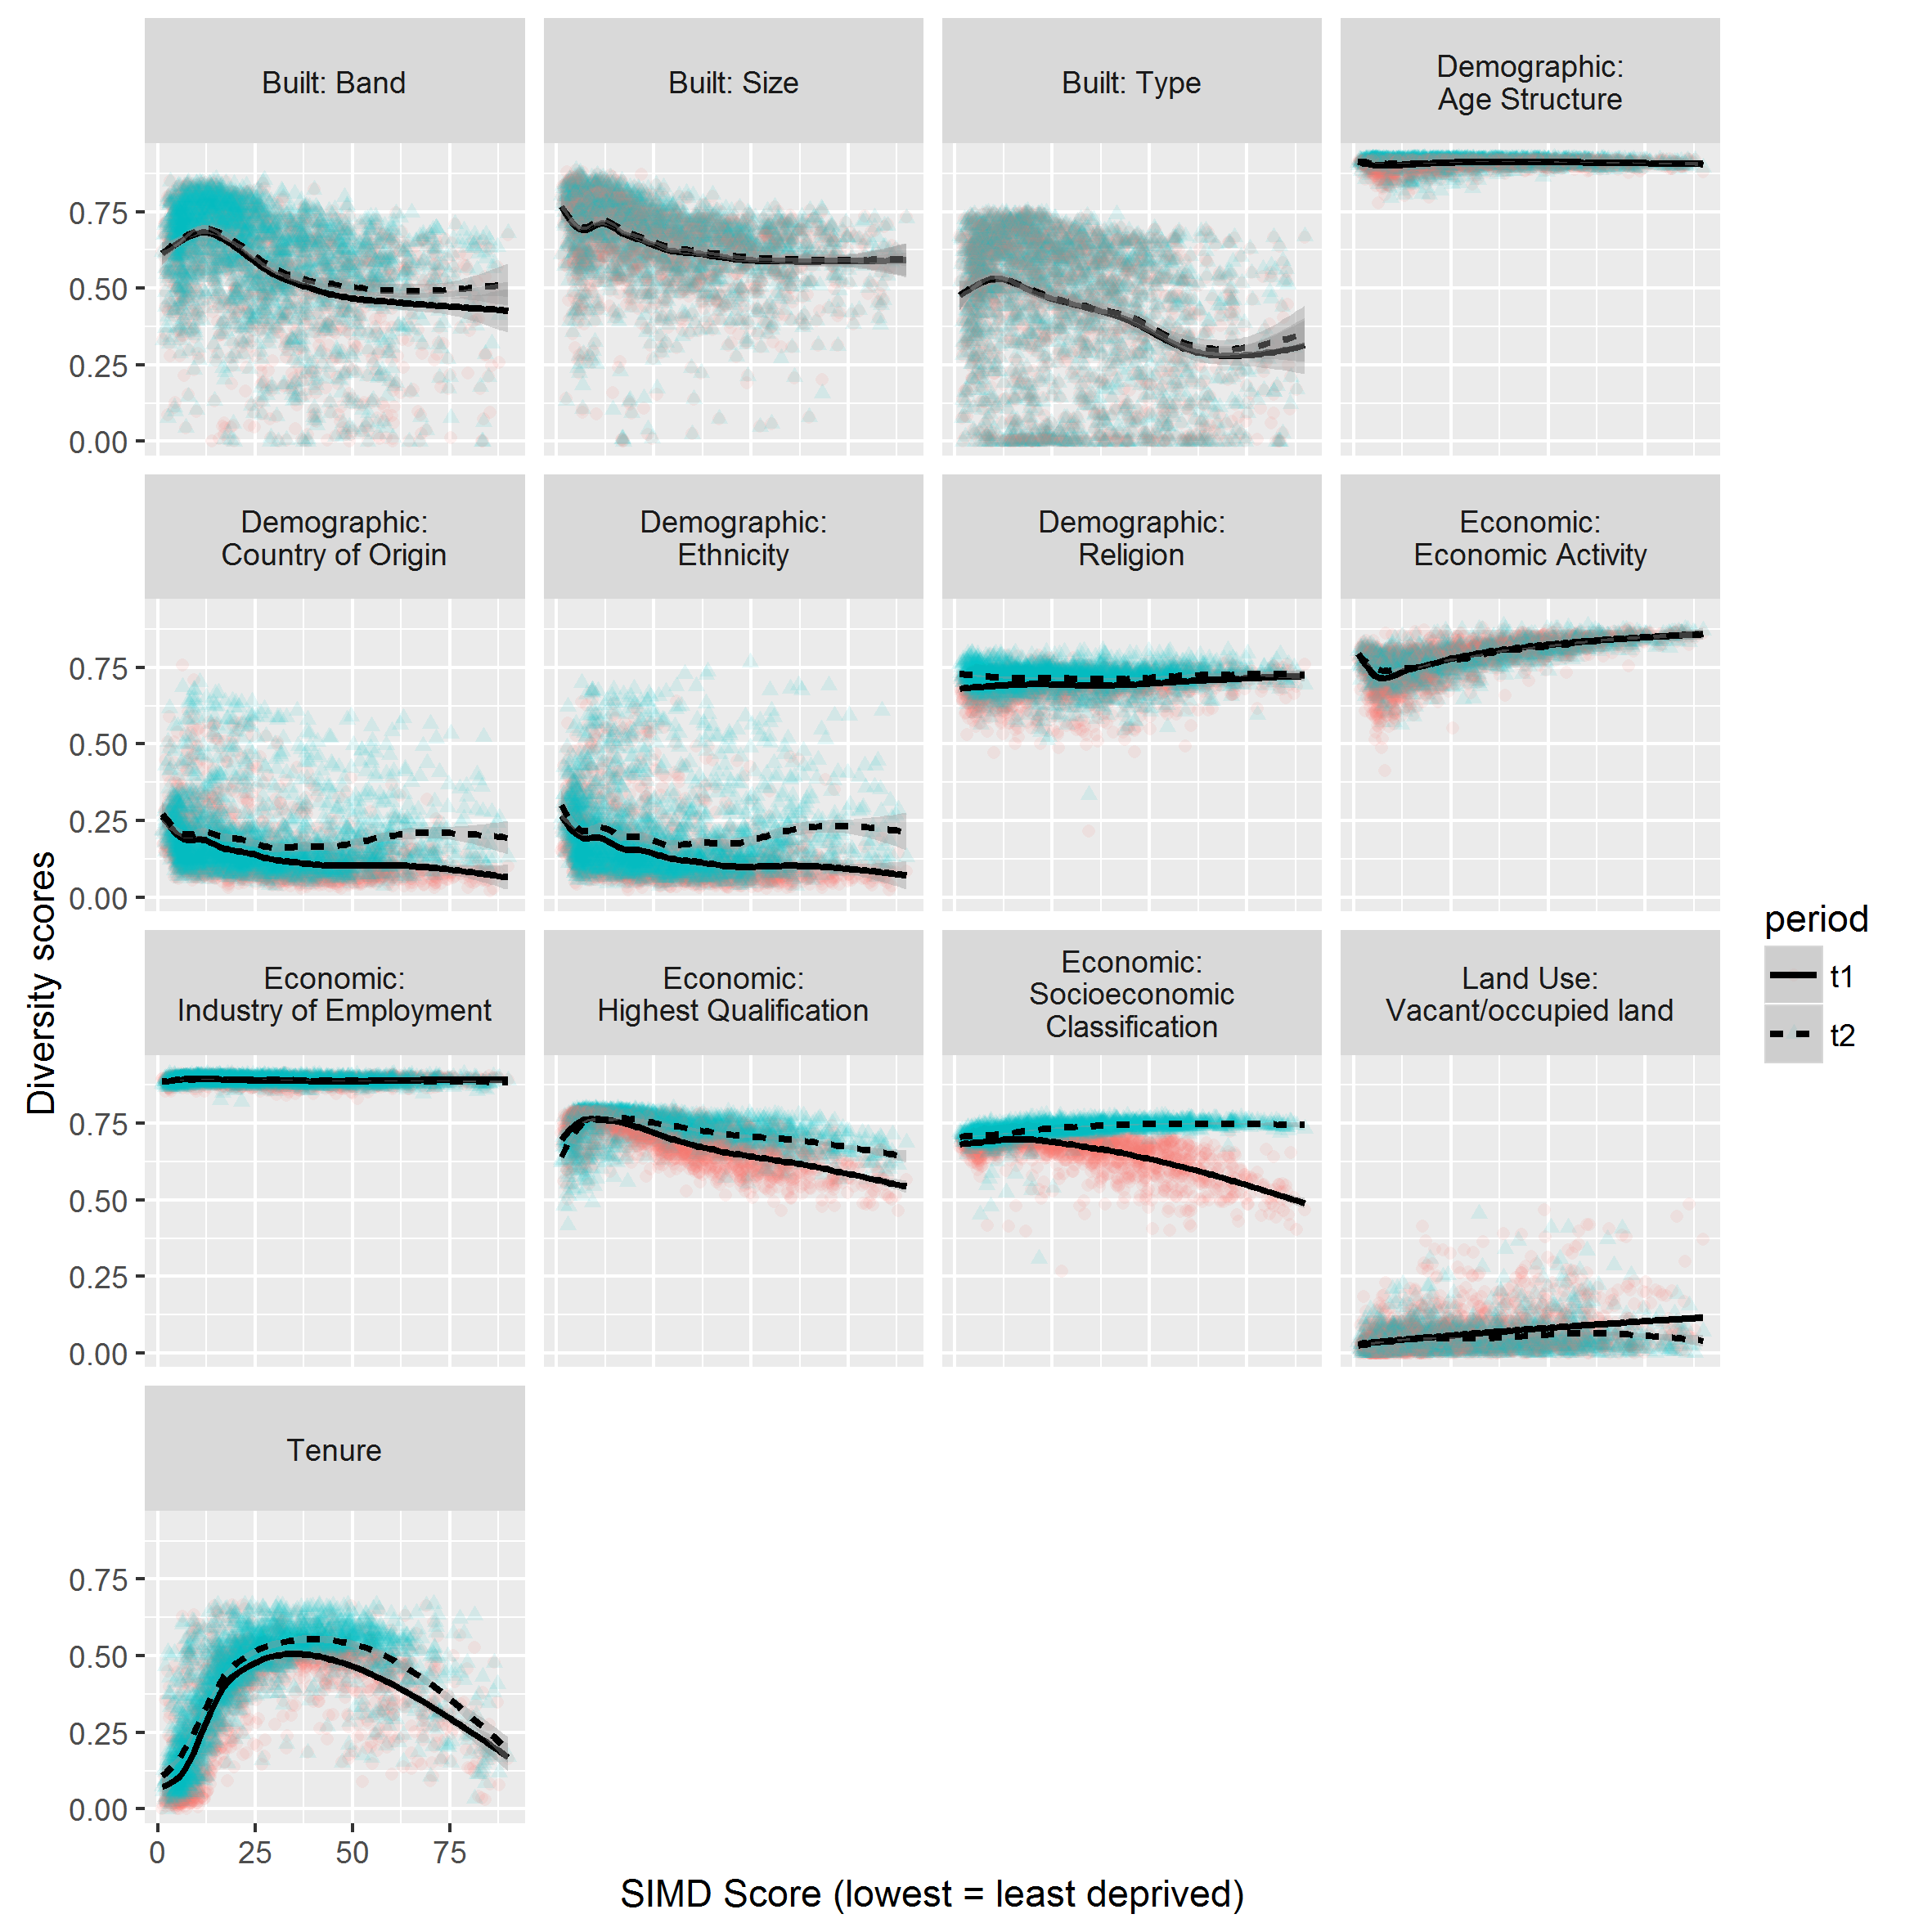 Built: Band
Built: Size
Built: Type
Demographic:
Age Structure
0.75
0.50
0.25
0.00
Demographic:
Country of Origin
Demographic:
Ethnicity
Demographic:
Religion
Economic:
Economic Activity
0.75
0.50
0.25
0.00
Economic:
Industry of Employment
Economic:
Highest Qualification
Economic:
Socioeconomic
Classification
Land Use:
Vacant/occupied land
0.75
0.50
0.25
0.00
Tenure
0.75
0.50
0.25
0.00
0
25
50
75
Diversity scores
SIMD Score (lowest = least deprived)
period
t1
t2